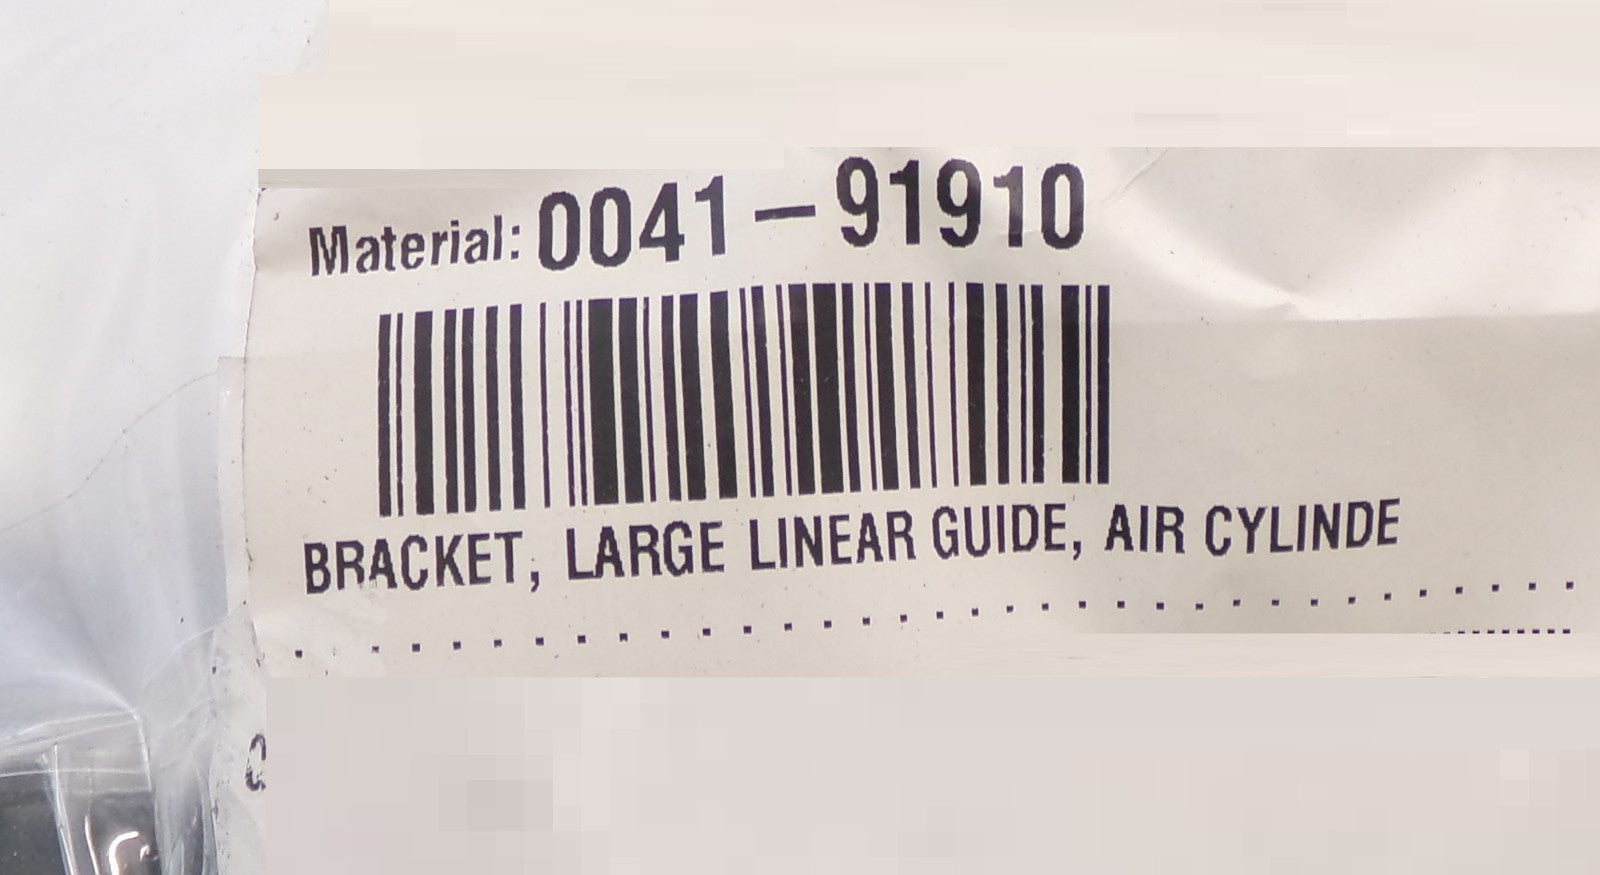 Material: 0041-91910
BRACKET, LARGE LINEAR GUIDE, AIR CYLINDE